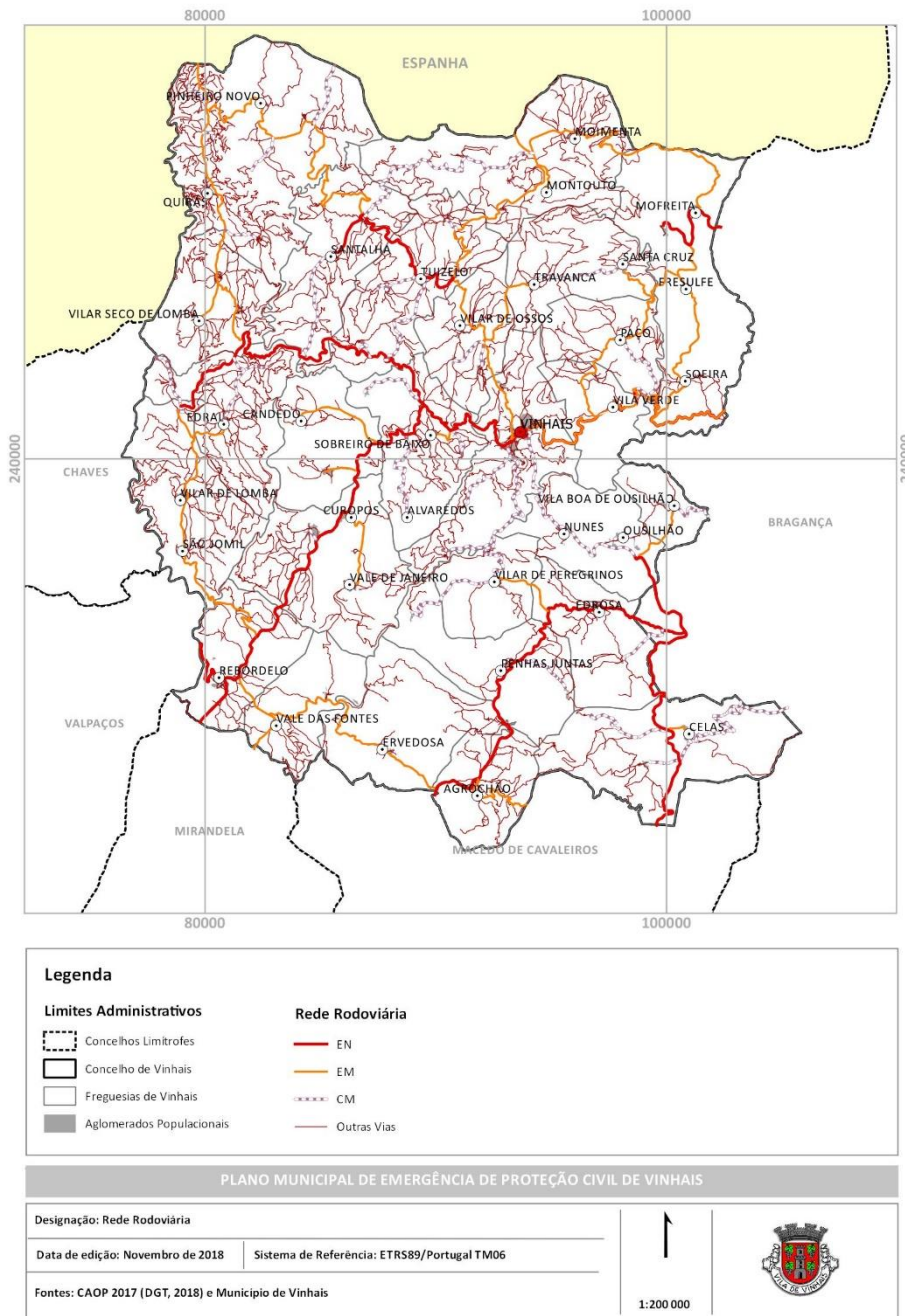 80000 100000
ESPANHA
PINHEIRO NOVO
MOIMENTA
MONTOUTO
QUIRÁS
MOFREITA
SANTALHA
SANTA CRUZ
TUIZELO
TRAVANCA
FRESULFE
VILAR SECO DE LOMBA
VILAR DE OSSOS
PAÇÓ
SOEIRA
VILA VERDE
EDRAL
CANDEDO
VINHAIS
SOBREIRO DE BAIXO
240000 240000
CHAVES
VILAR DE LOMBA
VILA BOA DE OUSILHÃO
CUROPOS
ALVAREDOS
BRAGANÇA
NUNES
OUSILHÃO
SÃO JOMIL
VALE DE JANEIRO
VILAR DE PEREGRINOS
EDROSA
REBORDELO
PENHAS JUNTAS
VALPAÇOS
VALE DAS FONTES
CELAS
ERVEDOSA
AGROCHÃO
MIRANDELA
MACEDO DE CAVALEIROS
80000 100000
Legenda
Limites Administrativos
Concelhos Limítrofes
Concelho de Vinhais
Freguesias de Vinhais
Aglomerados Populacionais
Rede Rodoviária
EN
EM
CM
Outras Vias
PLANO MUNICIPAL DE EMERGÊNCIA DE PROTEÇÃO CIVIL DE VINHAIS
Designação: Rede Rodoviária
Data de edição: Novembro de 2018
Sistema de Referência: ETRS89/Portugal TM06
Fontes: CAOP 2017 (DGT, 2018) e Municipio de Vinhais
1:200 000
VILA DE VINHAIS